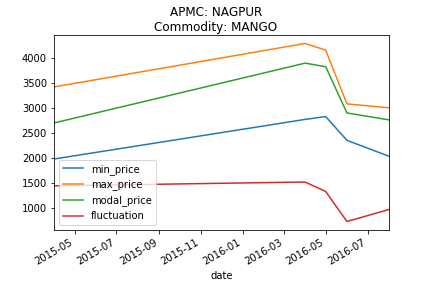 APMC: NAGPUR
Commodity: MANGO
4000
3500
3000
2500
2000
1500
1000
min_price
max_price
modal_price
fluctuation
2015-05
2015-07
2015-09
2015-11
2016-01
2016-03
2016-05
2016-07
date